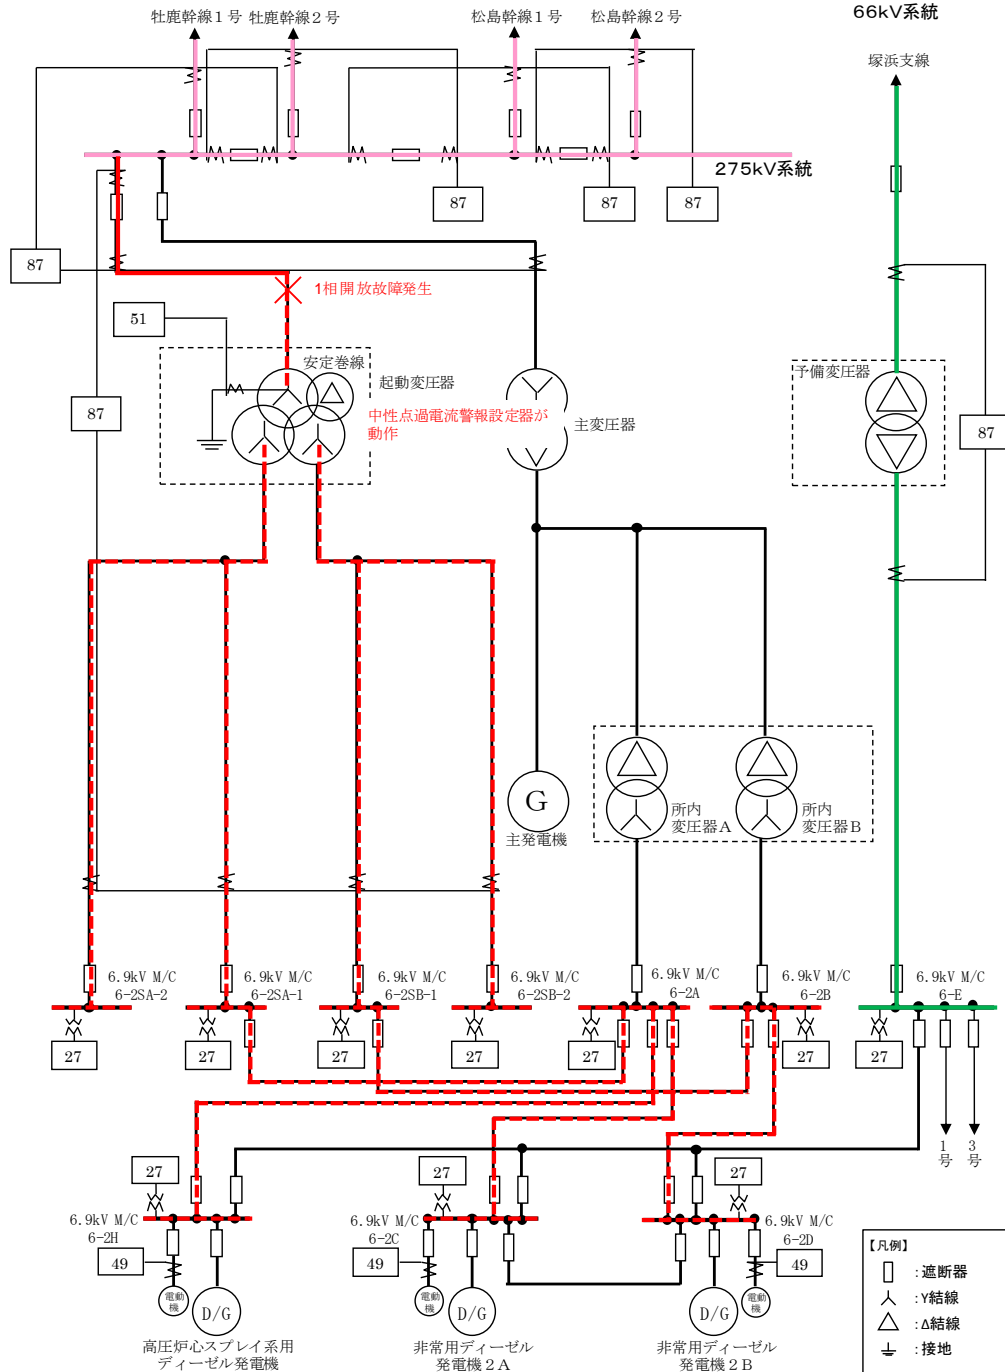 66kV系統
牡鹿幹線1号
牡鹿幹線2号
松島幹線1号
松島幹線2号
塚浜支線
275kV系統
87
87
87
87
1相開放故障発生
51
安定巻線
起動変圧器
中性点過電流警報設定器が
動作
主変圧器
予備変圧器
87
87
G
主発電機
所内
変圧器A
所内
変圧器B
6.9kV M/C
6-2SA-2
6.9kV M/C
6-2SA-1
6.9kV M/C
6-2SB-1
6.9kV M/C
6-2SB-2
6.9kV M/C
6-2A
6.9kV M/C
6-2B
6.9kV M/C
6-E
27
27
27
27
27
27
27
1
号
3
号
27
27
27
6.9kV M/C
6-2H
6.9kV M/C
6-2C
6.9kV M/C
6-2D
49
49
49
電動
機
D/G
電動
機
D/G
D/G
電動
機
高圧炉心スプレイ系用
ディーゼル発電機
非常用ディーゼル
発電機2A
非常用ディーゼル
発電機2B
【凡例】
:遮断器
:Y結線
:Δ結線
:接地